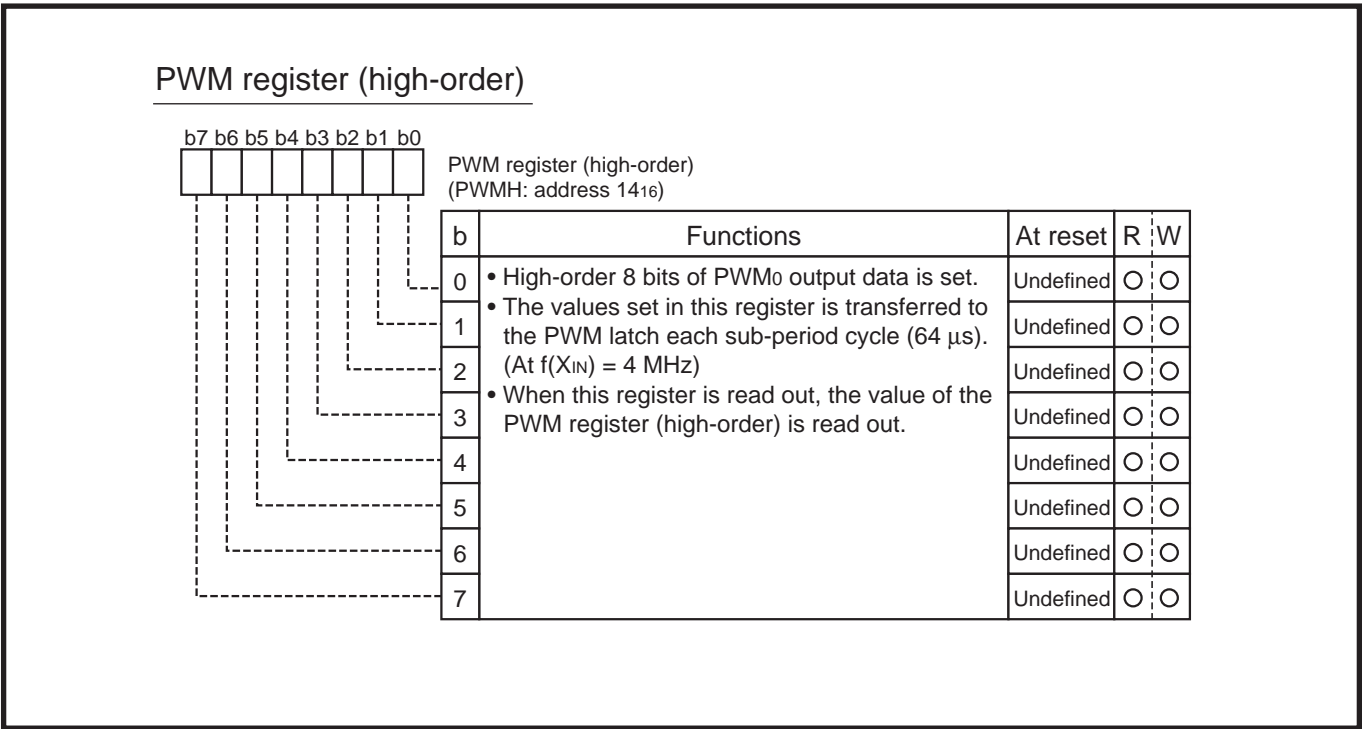 PWM register (high-order)
b7 b6 b5 b4 b3 b2 b1 b0
PWM register (high-order)
(PWMH: address 1416)
b Functions At reset R W
0 • High-order 8 bits of PWM0 output data is set. Undefined O O
1 • The values set in this register is transferred to Undefined O O
the PWM latch each sub-period cycle (64 μs).
2 (At f(XIN) = 4 MHz) Undefined O O
• When this register is read out, the value of the
3 PWM register (high-order) is read out. Undefined O O
4 Undefined O O
5 Undefined O O
6 Undefined O O
7 Undefined O O